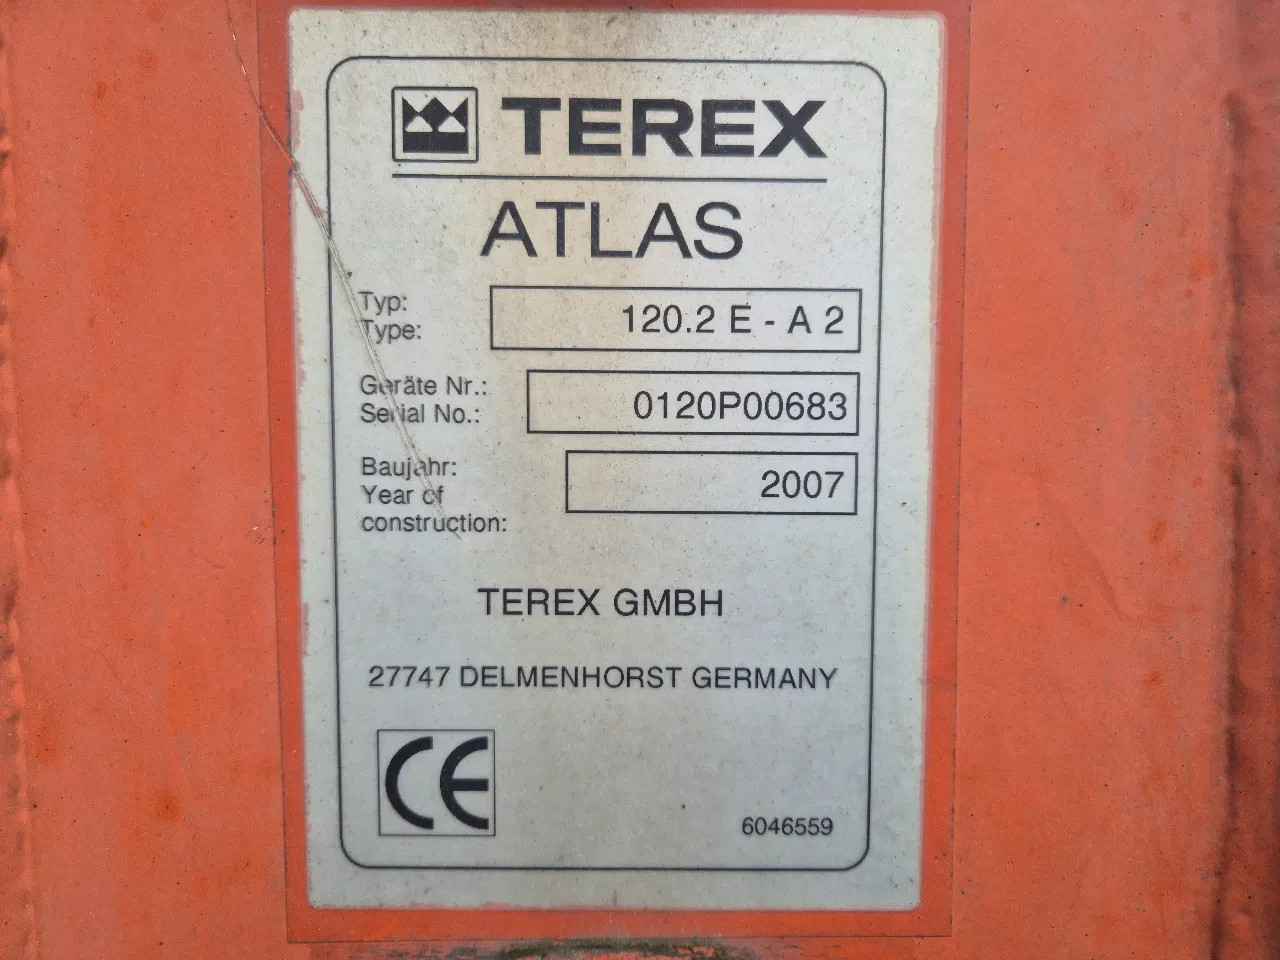 TEREX
ATLAS
Typ:
Type:
120.2 E - A 2
Geräte Nr.:
Serial No.:
0120P00683
Baujahr:
Year of
construction:
2007
TEREX GMBH
27747 DELMENHORST GERMANY
CE
6046559